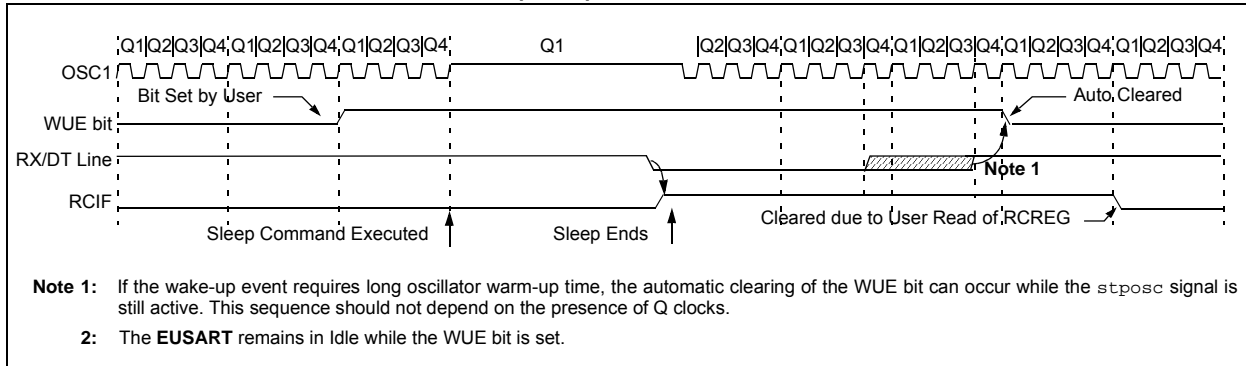 Q1|Q2|Q3|Q4|Q1|Q2|Q3|Q4|Q1|Q2|Q3|Q4 Q1 |Q2|Q3|Q4|Q1|Q2|Q3|Q4|Q1|Q2|Q3|Q4|Q1|Q2|Q3|Q4|Q1|Q2|Q3|Q4
OSC1
Bit Set by User Auto Cleared
WUE bit
RX/DT Line
Note 1
RCIF
Cleared due to User Read of RCREG
Sleep Command Executed Sleep Ends
Note 1: If the wake-up event requires long oscillator warm-up time, the automatic clearing of the WUE bit can occur while the stposc signal is
still active. This sequence should not depend on the presence of Q clocks.
2: The EUSART remains in Idle while the WUE bit is set.